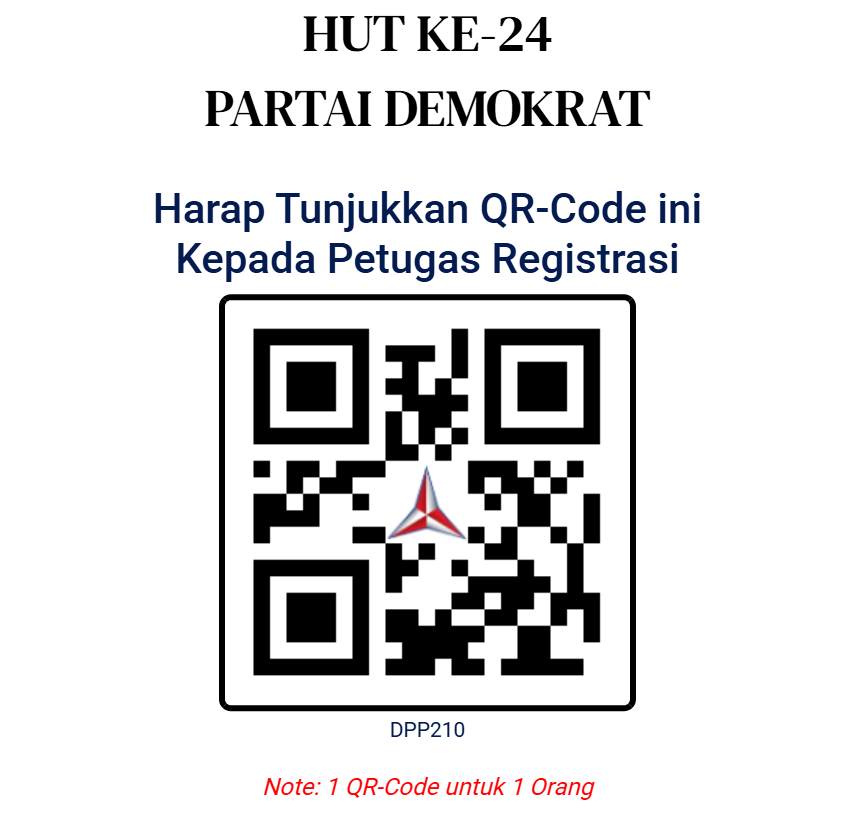 HUT KE-24
PARTAI DEMOKRAT
Harap Tunjukkan QR-Code ini
Kepada Petugas Registrasi
DPP210
Note: 1 QR-Code untuk 1 Orang